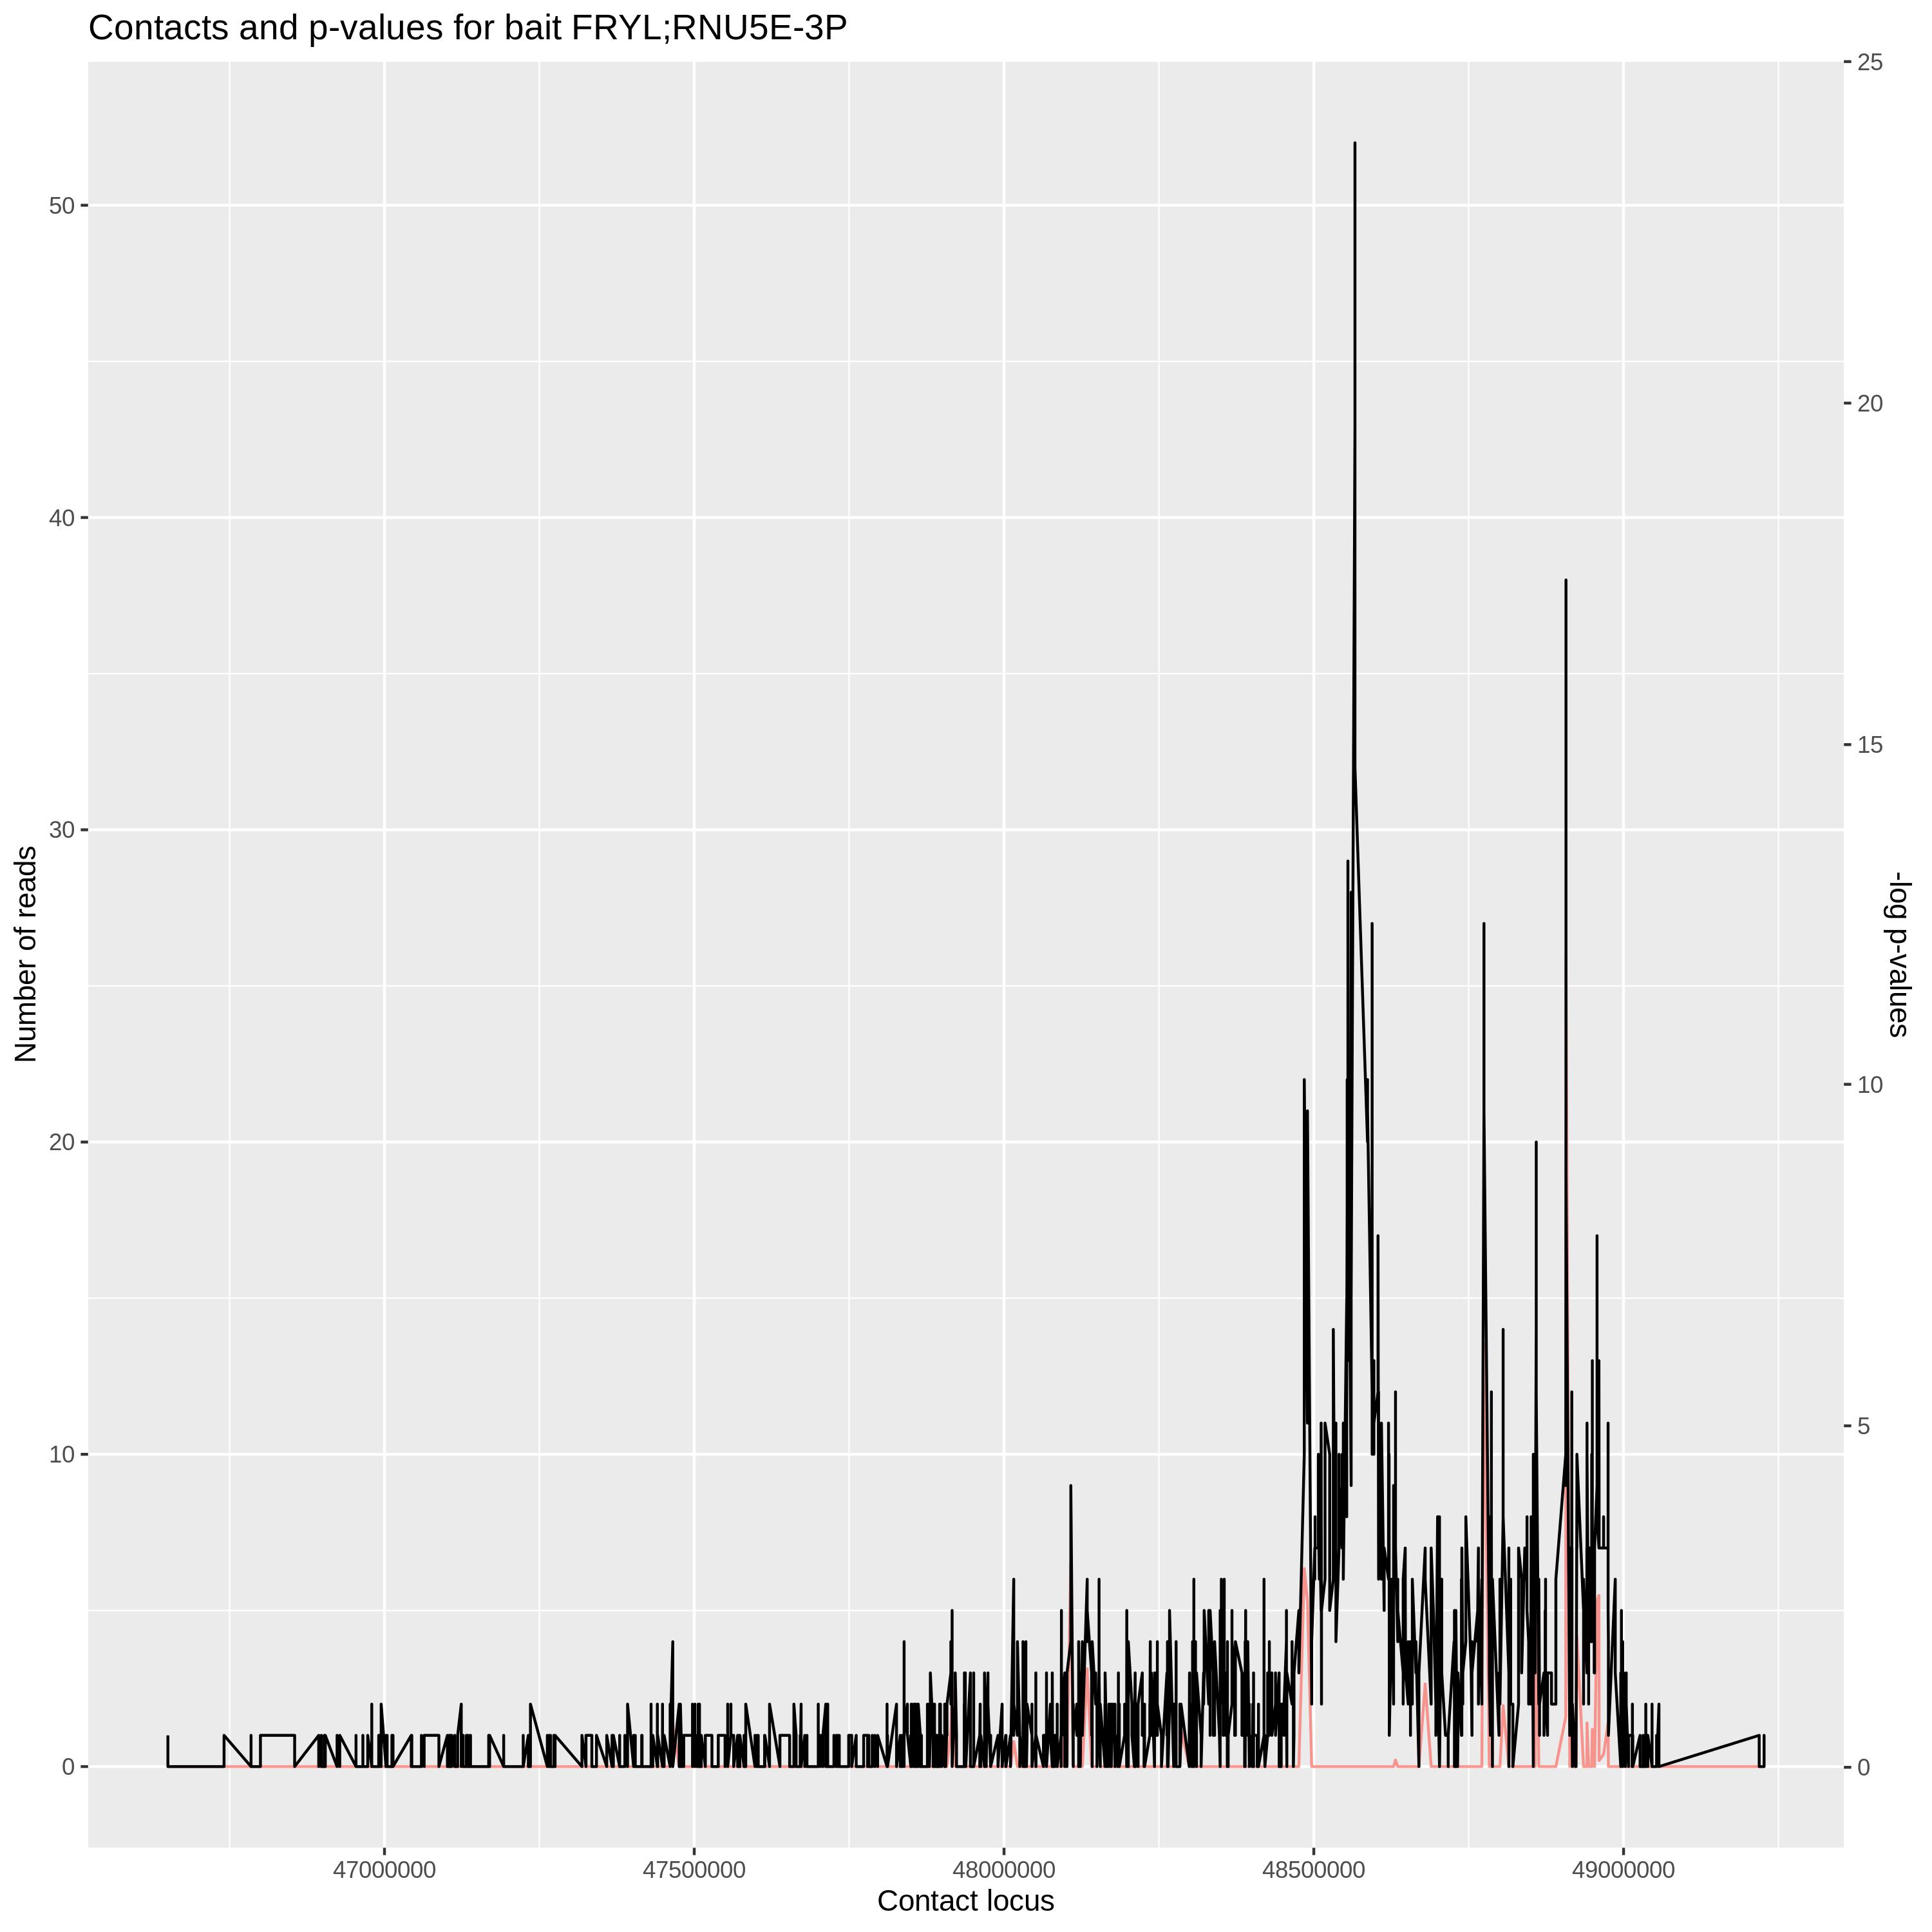 Contacts and p-values for bait FRYL;RNU5E-3P
Number of reads
50
40
30
20
10
0
25
20
15
10
5
0
-log p-values
47000000 47500000 48000000 48500000 49000000
Contact locus